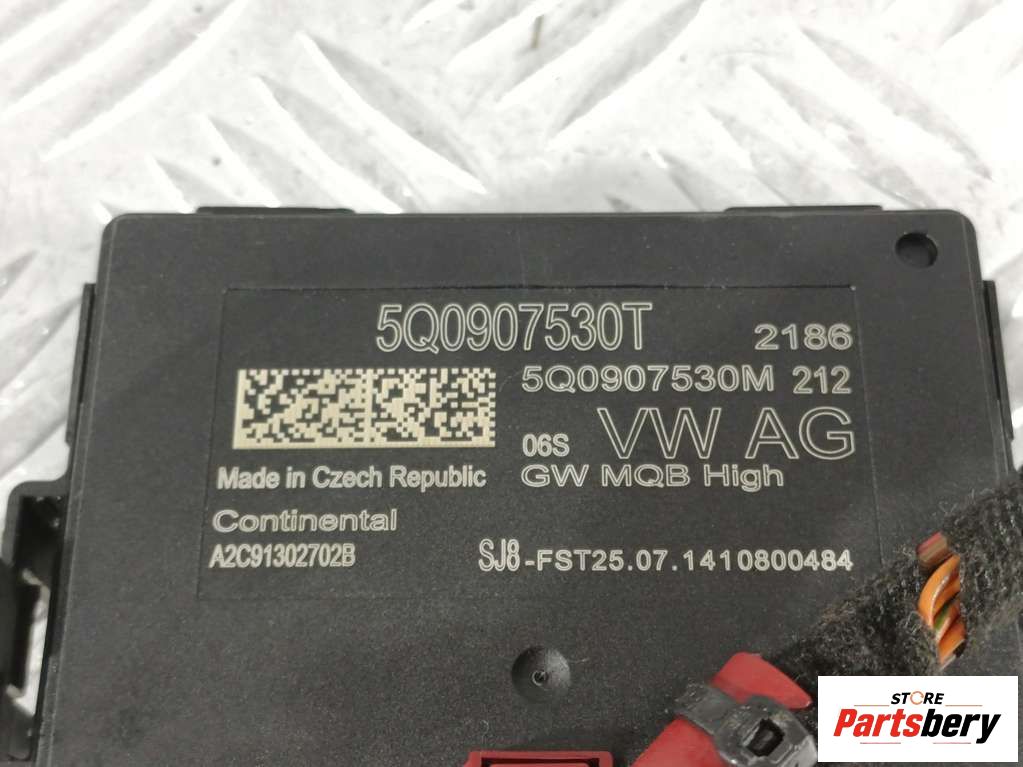 5Q0907530T 2186
5Q0907530M 212
06S VW AG
Made in Czech Republic GW MQB High
Continental
A2C91302702B SJ8-FST25.07.1410800484
STORE
Partsbery